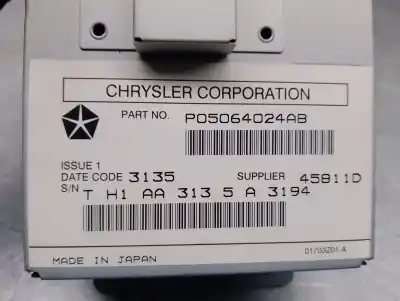 CHRYSLER CORPORATION
PART NO. P05064024AB
ISSUE 1
DATE CODE 3135 SUPPLIER 45811D
S/N T H1 AA 313 5 A 3194
MADE IN JAPAN 01/03Z01-A